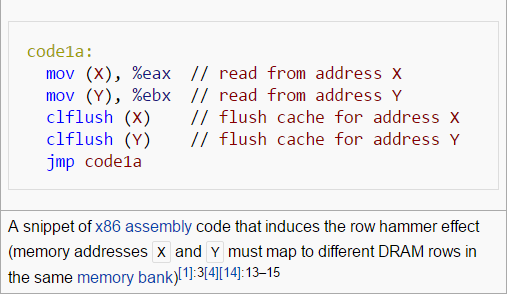 code1a:
mov (X), %eax  // read from address X
mov (Y), %ebx  // read from address Y
clflush (X)    // flush cache for address X
clflush (Y)    // flush cache for address Y
jmp code1a
A snippet of x86 assembly code that induces the row hammer effect
(memory addresses X and Y must map to different DRAM rows in
the same memory bank)[1]:3[4][14]:13–15